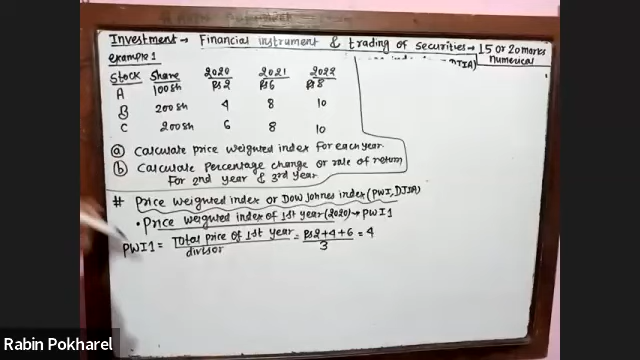 Investment → Financial instrument & trading of securities → 15 or 20 marks
numerical
DJIA)
example 1
Stock Share 2020 2021 2022
A 100sh Rs2 Rs6 Rs8
B 200sh 4 8 10
C 200sh 6 8 10
(a) Calculate price weighted index for each year
(b) Calculate percentage change or rate of return
for 2nd year & 3rd year
# Price weighted index or Dow Johnes index (PWI, DJIA)
• Price weighted index of 1st year (2020) → PWI1
PWI1 = Total price of 1st year / divisor = Rs2+4+6 / 3 = 4
Rabin Pokharel